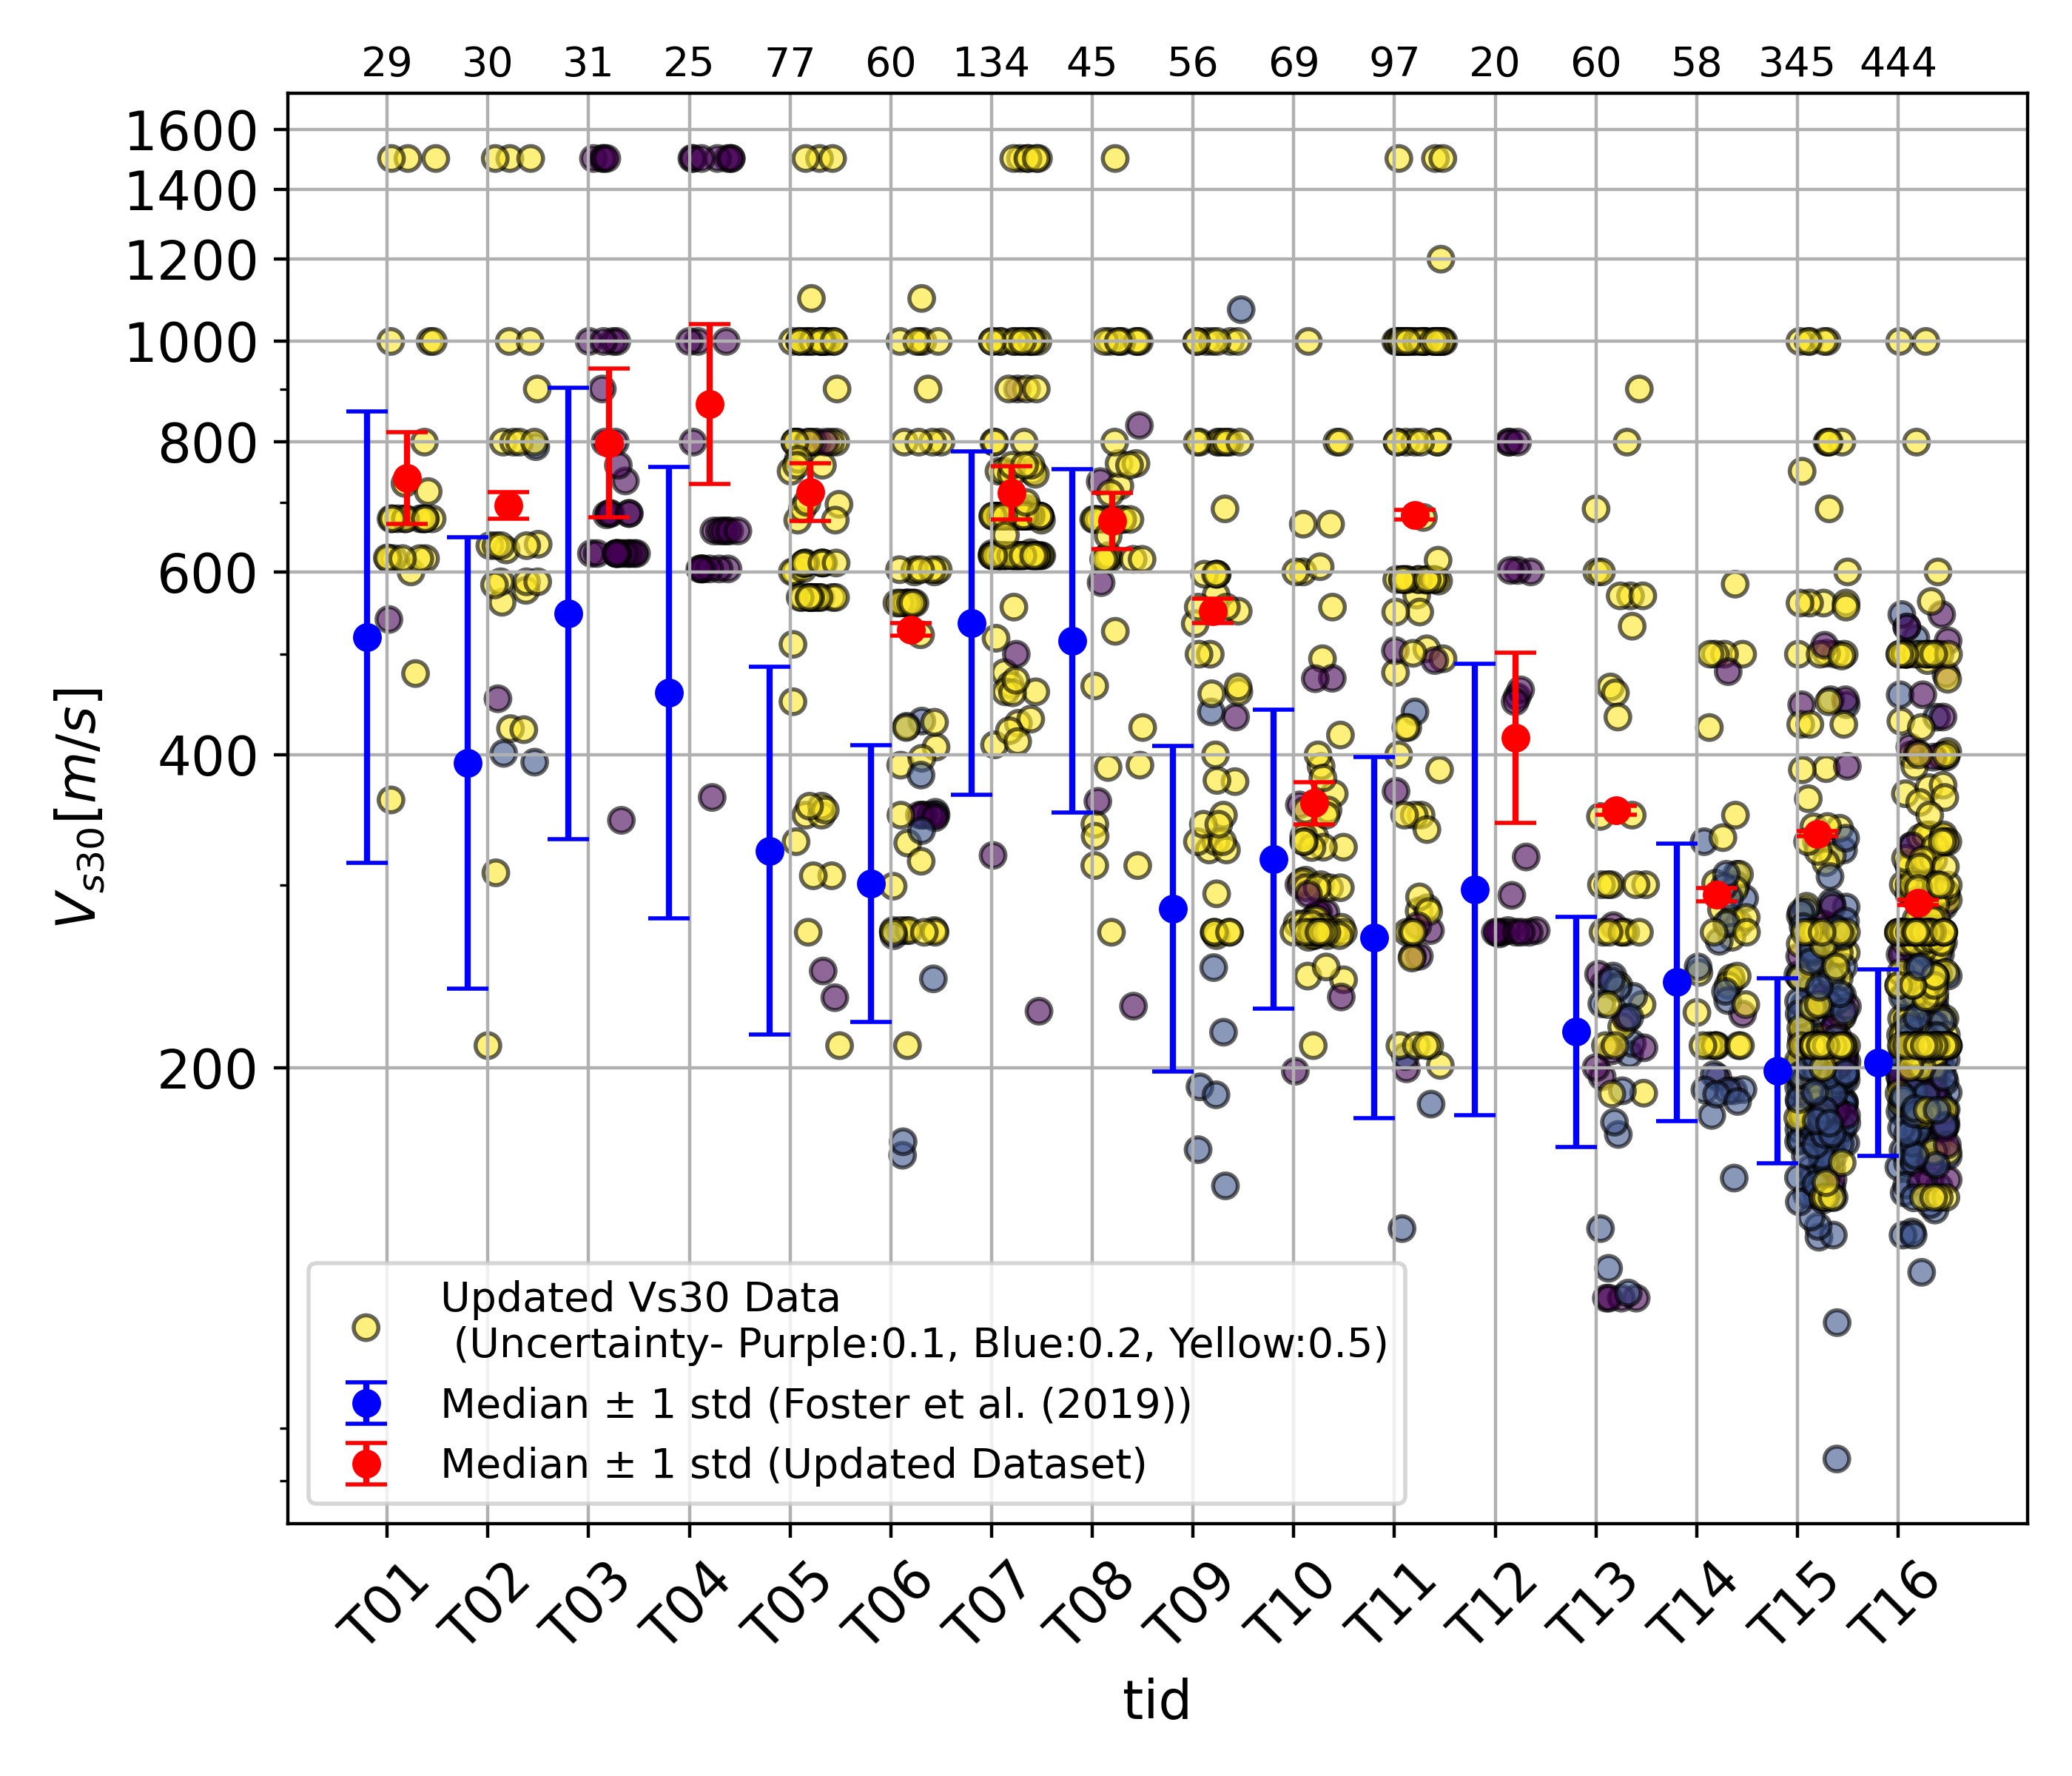 29 30 31 25 77 60 134 45 56 69 97 20 60 58 345 444
1600
1400
1200
1000
800
600
400
200
Vs30[m/s]
Updated Vs30 Data
(Uncertainty- Purple:0.1, Blue:0.2, Yellow:0.5)
Median ± 1 std (Foster et al. (2019))
Median ± 1 std (Updated Dataset)
T01 T02 T03 T04 T05 T06 T07 T08 T09 T10 T11 T12 T13 T14 T15 T16
tid